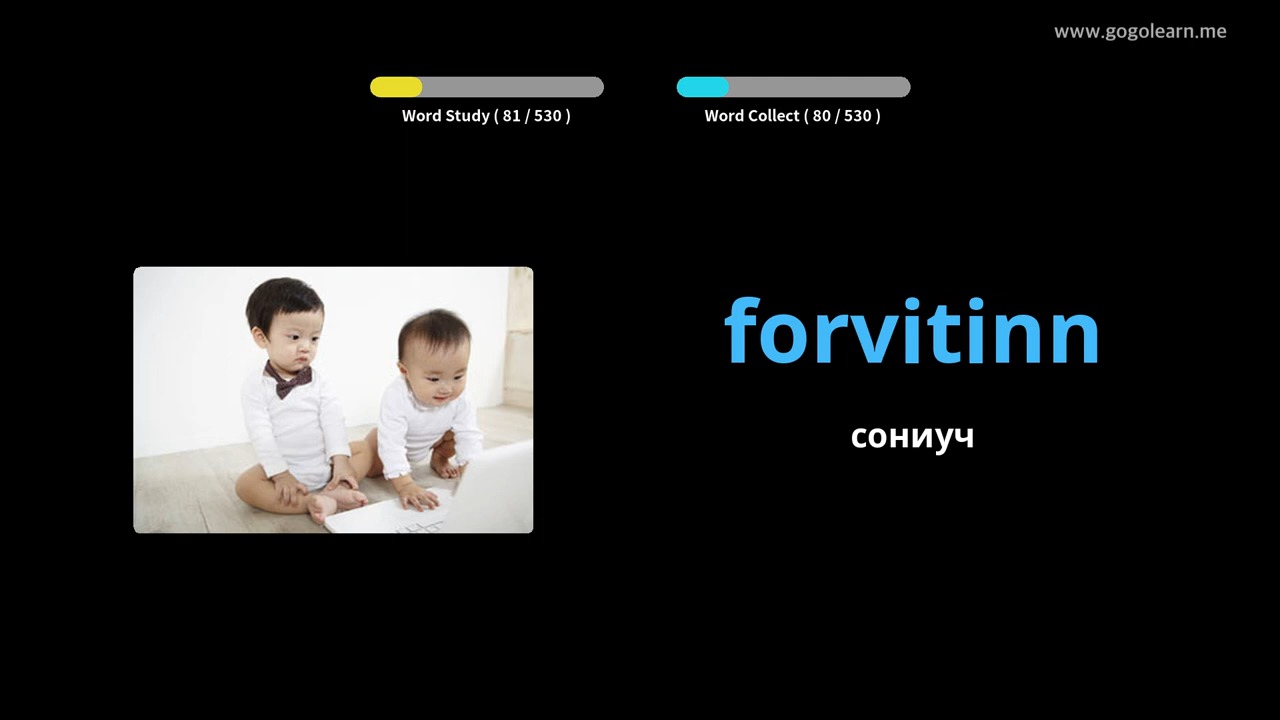 www.gogolearn.me
Word Study ( 81 / 530 )
Word Collect ( 80 / 530 )
forvitinn
сониуч